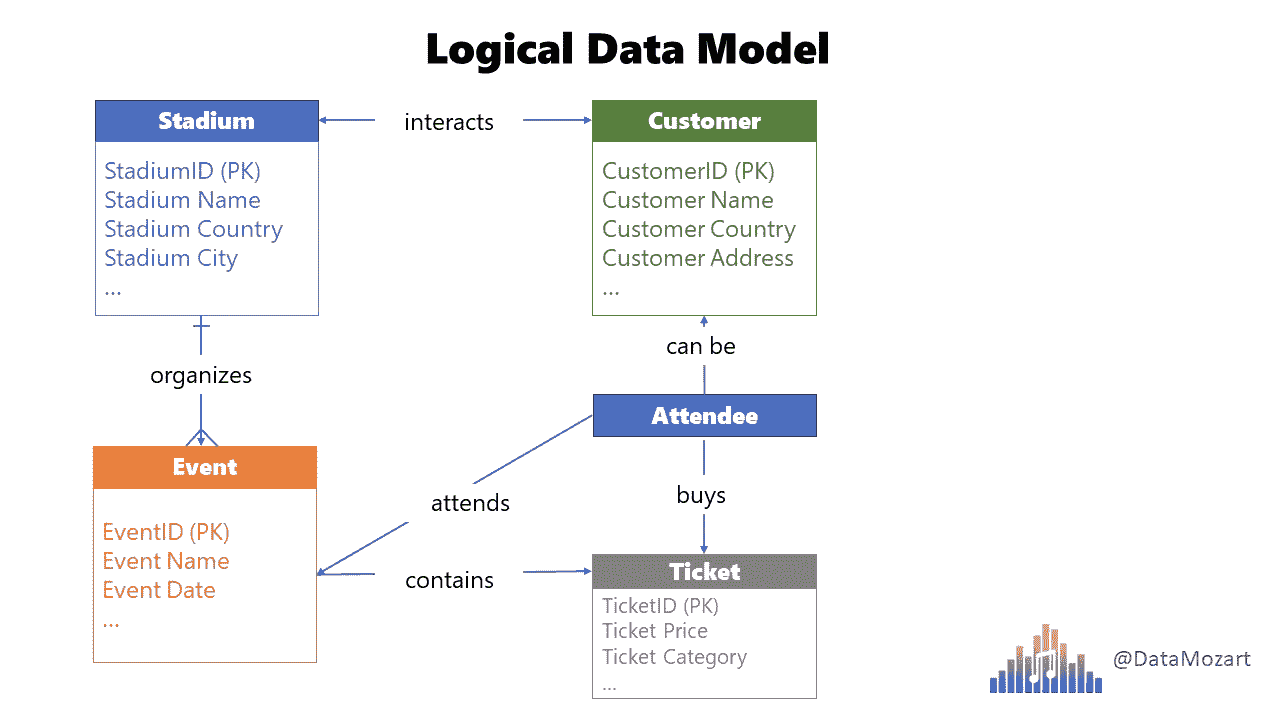 Logical Data Model
Stadium
StadiumID (PK)
Stadium Name
Stadium Country
Stadium City
...
interacts
Customer
CustomerID (PK)
Customer Name
Customer Country
Customer Address
...
organizes
can be
Attendee
Event
EventID (PK)
Event Name
Event Date
...
attends
buys
contains
Ticket
TicketID (PK)
Ticket Price
Ticket Category
...
@DataMozart